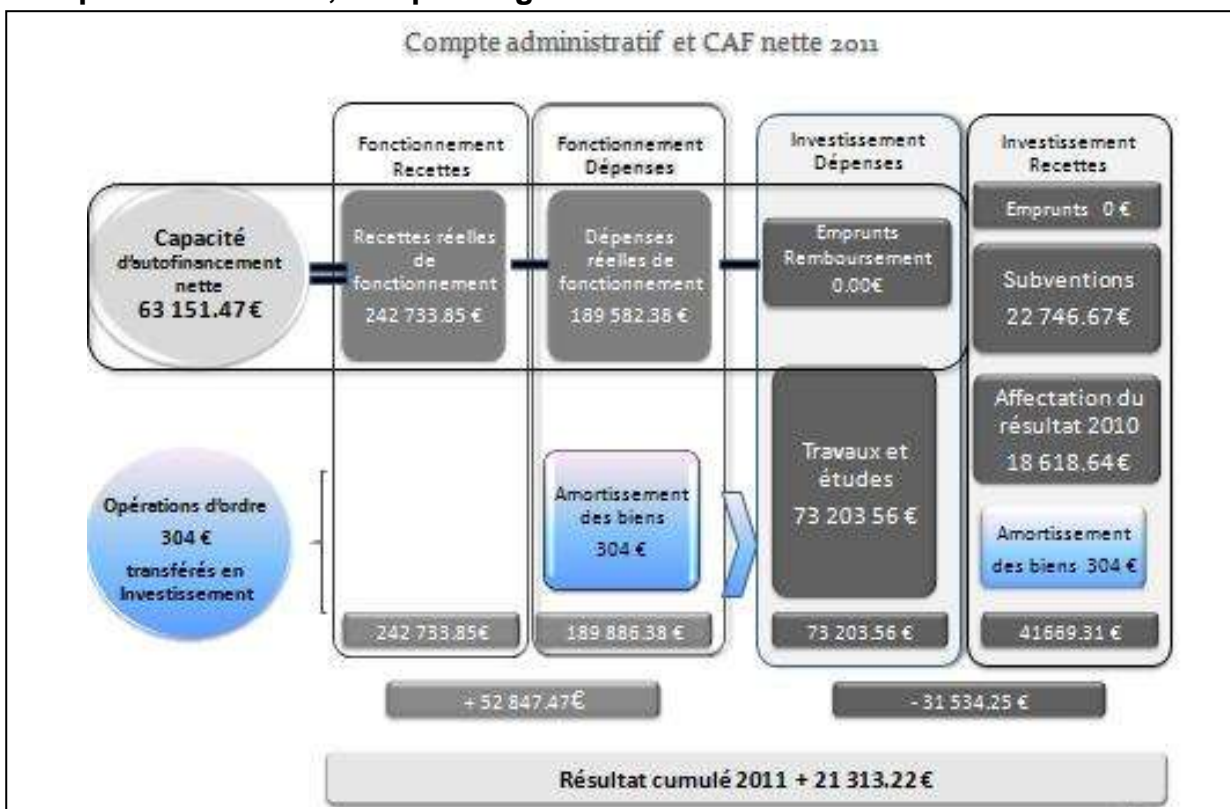 Compte administratif et CAF nette 2011
Fonctionnement
Recettes
Fonctionnement
Dépenses
Investissement
Dépenses
Investissement
Recettes
Capacité
d'autofinancement
nette
63 151.47 €
Recettes réelles
de
fonctionnement
242 733.85 €
Dépenses
réelles de
fonctionnement
189 582.38 €
Emprunts
Remboursement
0.00€
Emprunts 0 €
Subventions
22 746.67€
Affectation du
résultat 2010
18 618.64€
Opérations d'ordre
304 €
transférés en
Investissement
Amortissement
des biens
304 €
Travaux et
études
73 203 56 €
Amortissement
des biens 304 €
242 733.85€
189 886.38 €
73 203.56 €
41669.31 €
+ 52 847.47€
- 31 534.25 €
Résultat cumulé 2011 + 21 313.22 €